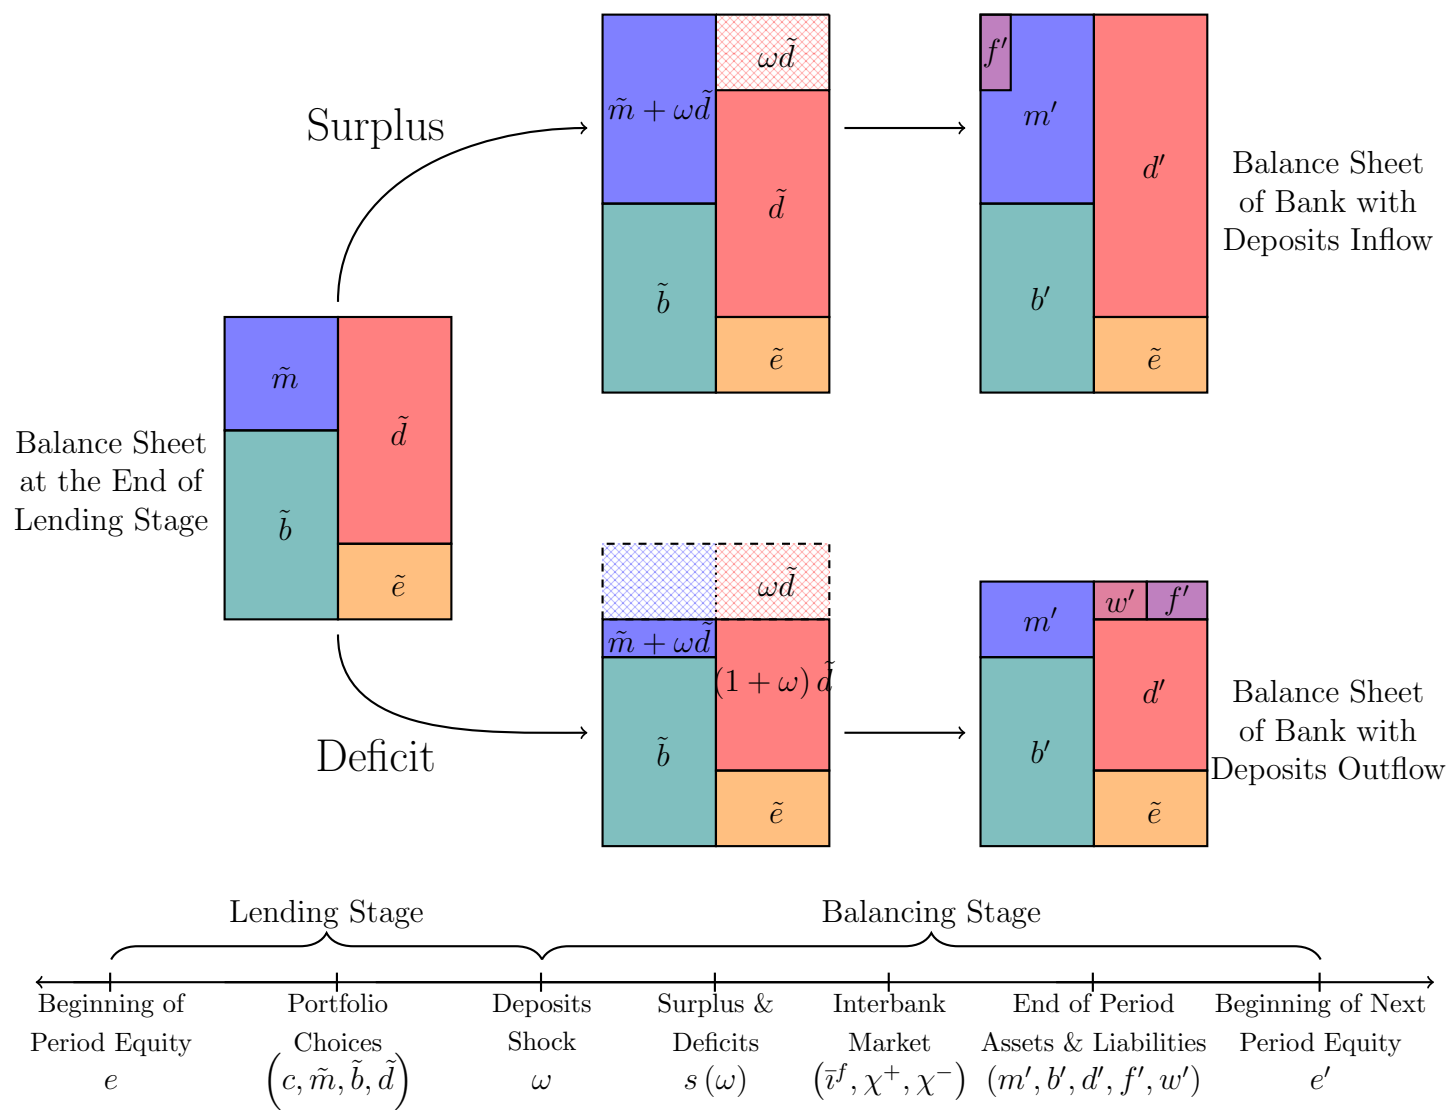 Surplus
m̃ + ωd̃
ωd̃
d̃
b̃
ẽ
f′
m′
d′
b′
ẽ
Balance Sheet
of Bank with
Deposits Inflow
Balance Sheet
at the End of
Lending Stage
m̃
d̃
b̃
ẽ
Deficit
ωd̃
m̃ + ωd̃
(1 + ω) d̃
b̃
ẽ
m′
w′
f′
d′
b′
ẽ
Balance Sheet
of Bank with
Deposits Outflow
Lending Stage
Balancing Stage
Beginning of
Period Equity
e
Portfolio
Choices
(c, m̃, b̃, d̃)
Deposits
Shock
ω
Surplus &
Deficits
s (ω)
Interbank
Market
(ī^f, χ⁺, χ⁻)
End of Period
Assets & Liabilities
(m′, b′, d′, f′, w′)
Beginning of Next
Period Equity
e′